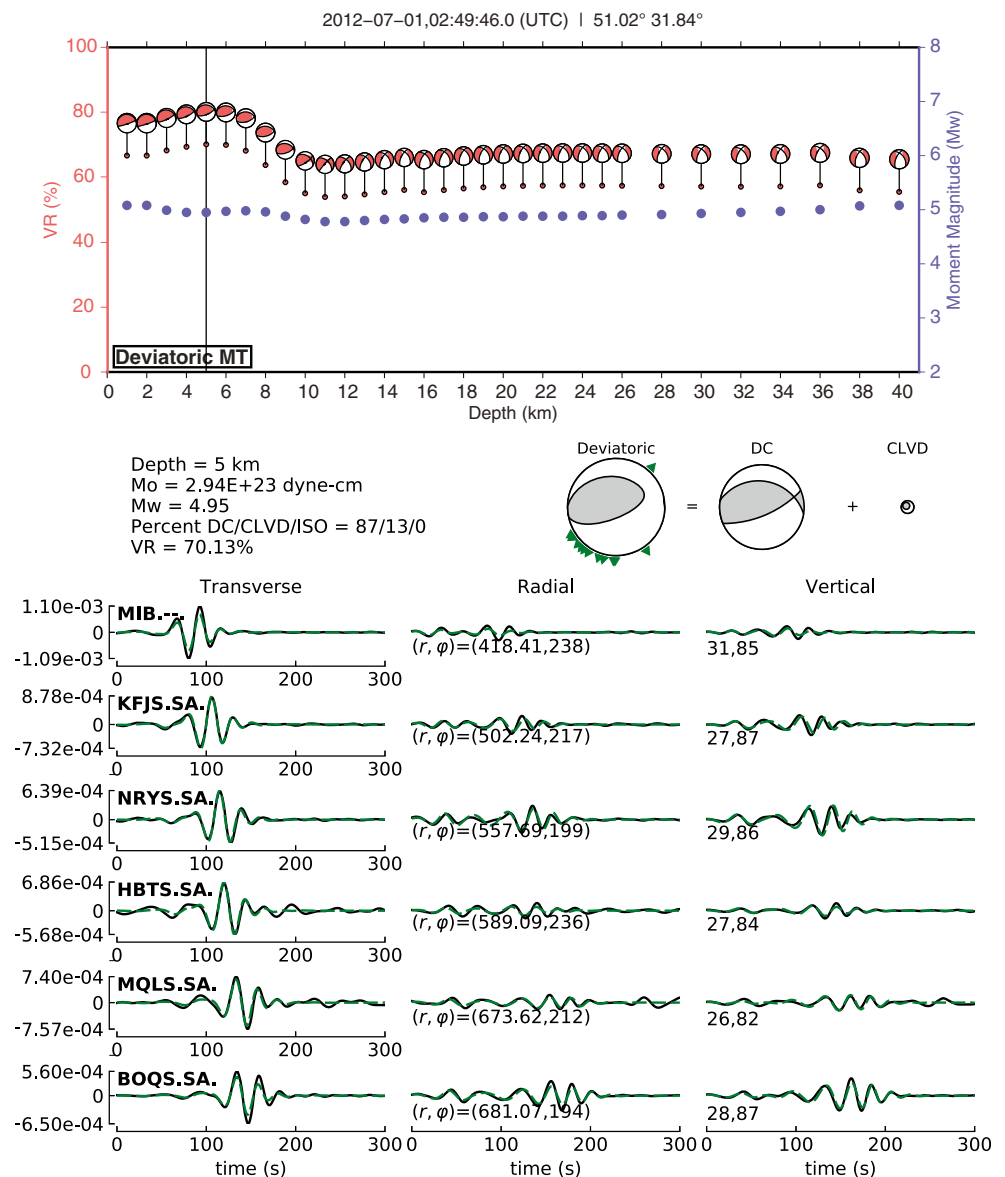 2012−07−01,02:49:46.0 (UTC) | 51.02° 31.84°
100
80
60
40
20
0
VR (%)
8
7
6
5
4
3
2
Moment Magnitude (Mw)
Deviatoric MT
0 2 4 6 8 10 12 14 16 18 20 22 24 26 28 30 32 34 36 38 40
Depth (km)
Depth = 5 km
Mo = 2.94E+23 dyne-cm
Mw = 4.95
Percent DC/CLVD/ISO = 87/13/0
VR = 70.13%
Deviatoric DC CLVD
= +
Transverse Radial Vertical
1.10e-03
0
-1.09e-03
MIB.--.
(r, φ)=(418.41,238)
31,85
0 100 200 300
8.78e-04
0
-7.32e-04
KFJS.SA.
(r, φ)=(502.24,217)
27,87
0 100 200 300
6.39e-04
0
-5.15e-04
NRYS.SA.
(r, φ)=(557.69,199)
29,86
0 100 200 300
6.86e-04
0
-5.68e-04
HBTS.SA.
(r, φ)=(589.09,236)
27,84
0 100 200 300
7.40e-04
0
-7.57e-04
MQLS.SA.
(r, φ)=(673.62,212)
26,82
0 100 200 300
5.60e-04
0
-6.50e-04
BOQS.SA.
(r, φ)=(681.07,194)
28,87
0 100 200 300 0 100 200 300 0 100 200 300
time (s) time (s) time (s)